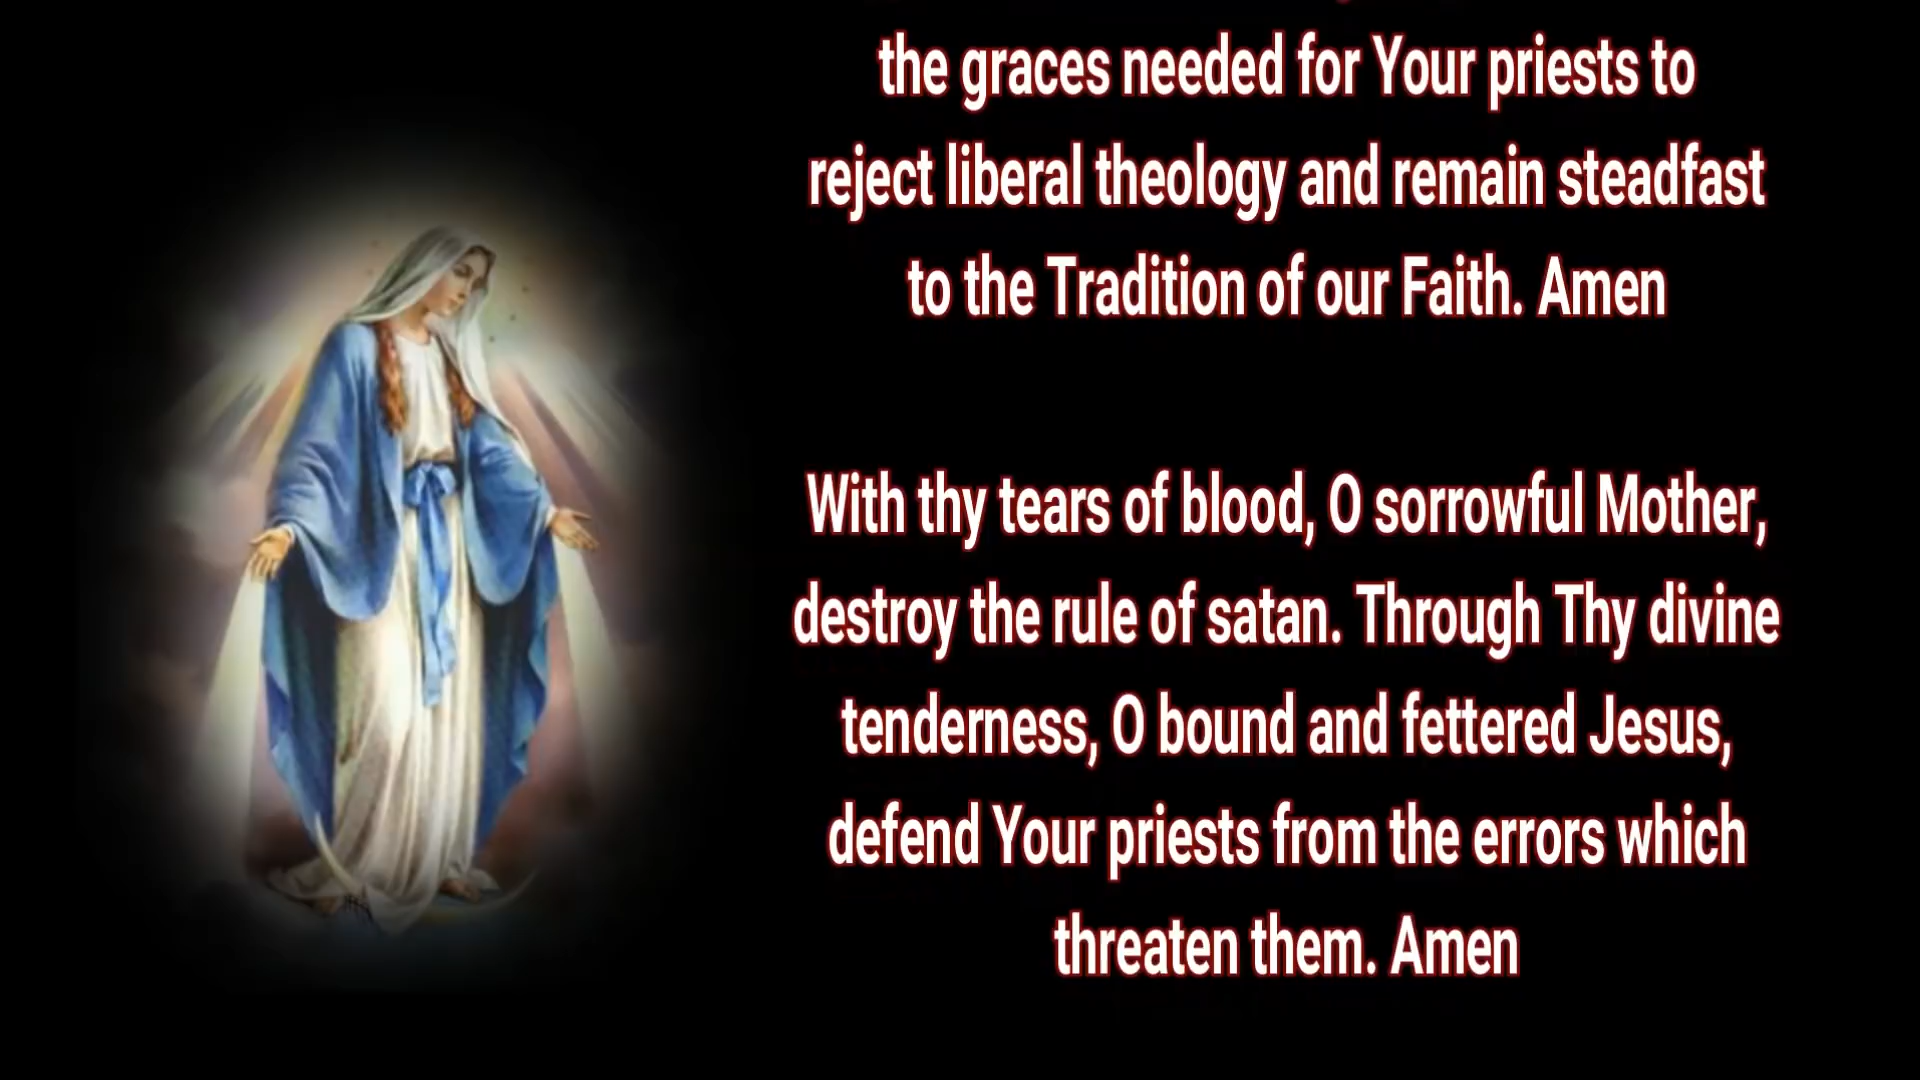 the graces needed for Your priests to
reject liberal theology and remain steadfast
to the Tradition of our Faith. Amen
With thy tears of blood, O sorrowful Mother,
destroy the rule of satan. Through Thy divine
tenderness, O bound and fettered Jesus,
defend Your priests from the errors which
threaten them. Amen